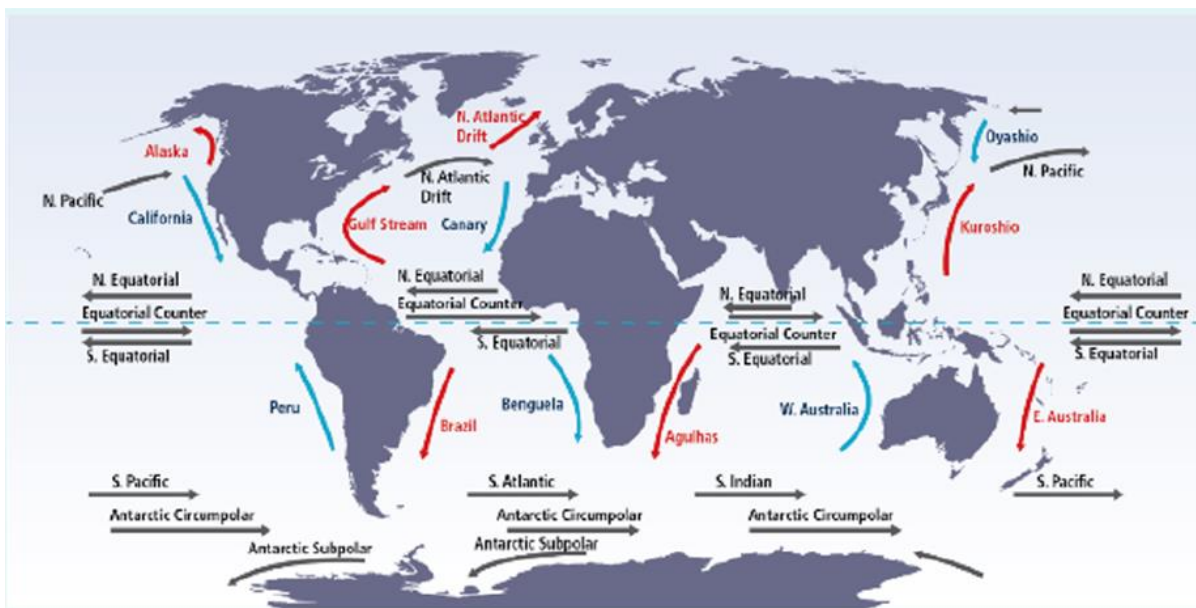 N. Atlantic
Drift
Alaska
Oyashio
N. Pacific
N. Atlantic
Drift
N. Pacific
California
Gulf Stream
Canary
Kuroshio
N. Equatorial
N. Equatorial
N. Equatorial
N. Equatorial
Equatorial Counter
Equatorial Counter
Equatorial Counter
Equatorial Counter
S. Equatorial
S. Equatorial
S. Equatorial
S. Equatorial
Peru
Brazil
Benguela
Agulhas
W. Australia
E. Australia
S. Pacific
S. Atlantic
S. Indian
S. Pacific
Antarctic Circumpolar
Antarctic Circumpolar
Antarctic Circumpolar
Antarctic Subpolar
Antarctic Subpolar